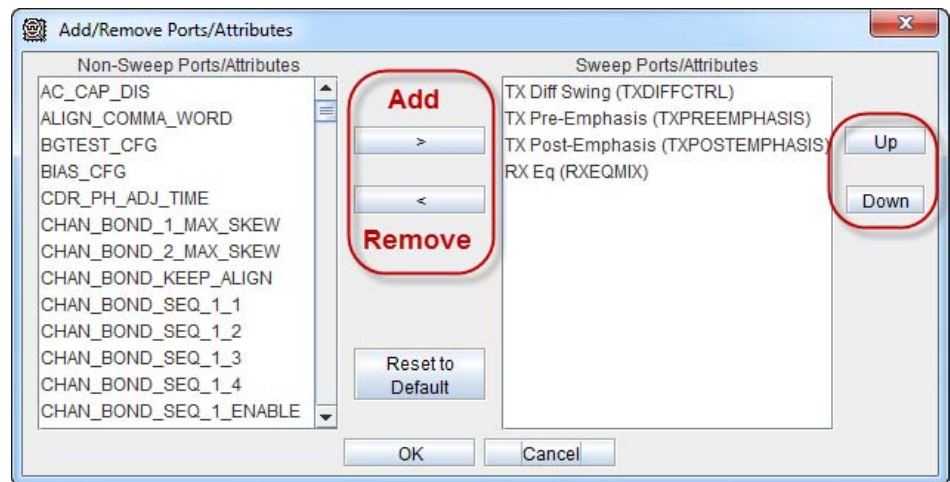 Add/Remove Ports/Attributes
Non-Sweep Ports/Attributes
AC_CAP_DIS
ALIGN_COMMA_WORD
BGTEST_CFG
BIAS_CFG
CDR_PH_ADJ_TIME
CHAN_BOND_1_MAX_SKEW
CHAN_BOND_2_MAX_SKEW
CHAN_BOND_KEEP_ALIGN
CHAN_BOND_SEQ_1_1
CHAN_BOND_SEQ_1_2
CHAN_BOND_SEQ_1_3
CHAN_BOND_SEQ_1_4
CHAN_BOND_SEQ_1_ENABLE
Add
>
<
Remove
Reset to
Default
Sweep Ports/Attributes
TX Diff Swing (TXDIFFCTRL)
TX Pre-Emphasis (TXPREEMPHASIS)
TX Post-Emphasis (TXPOSTEMPHASIS)
RX Eq (RXEQMIX)
Up
Down
OK
Cancel